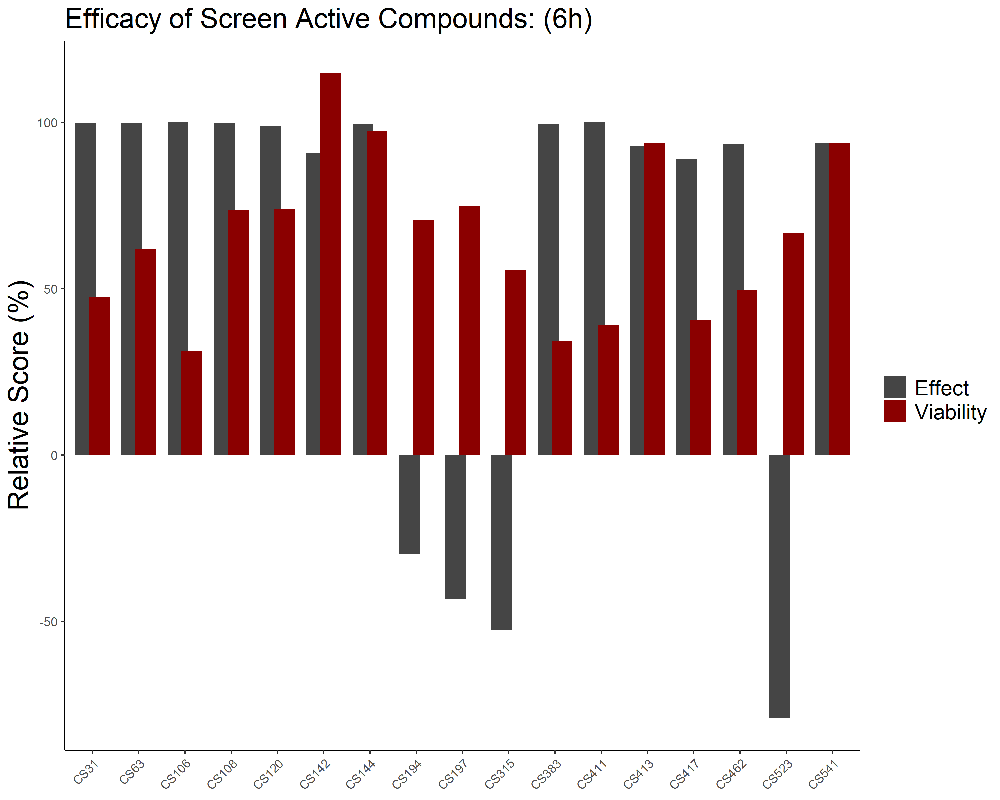 Efficacy of Screen Active Compounds: (6h)
Relative Score (%)
100
50
0
-50
CS31
CS63
CS106
CS108
CS120
CS142
CS144
CS194
CS197
CS315
CS383
CS411
CS413
CS417
CS462
CS523
CS541
Effect
Viability